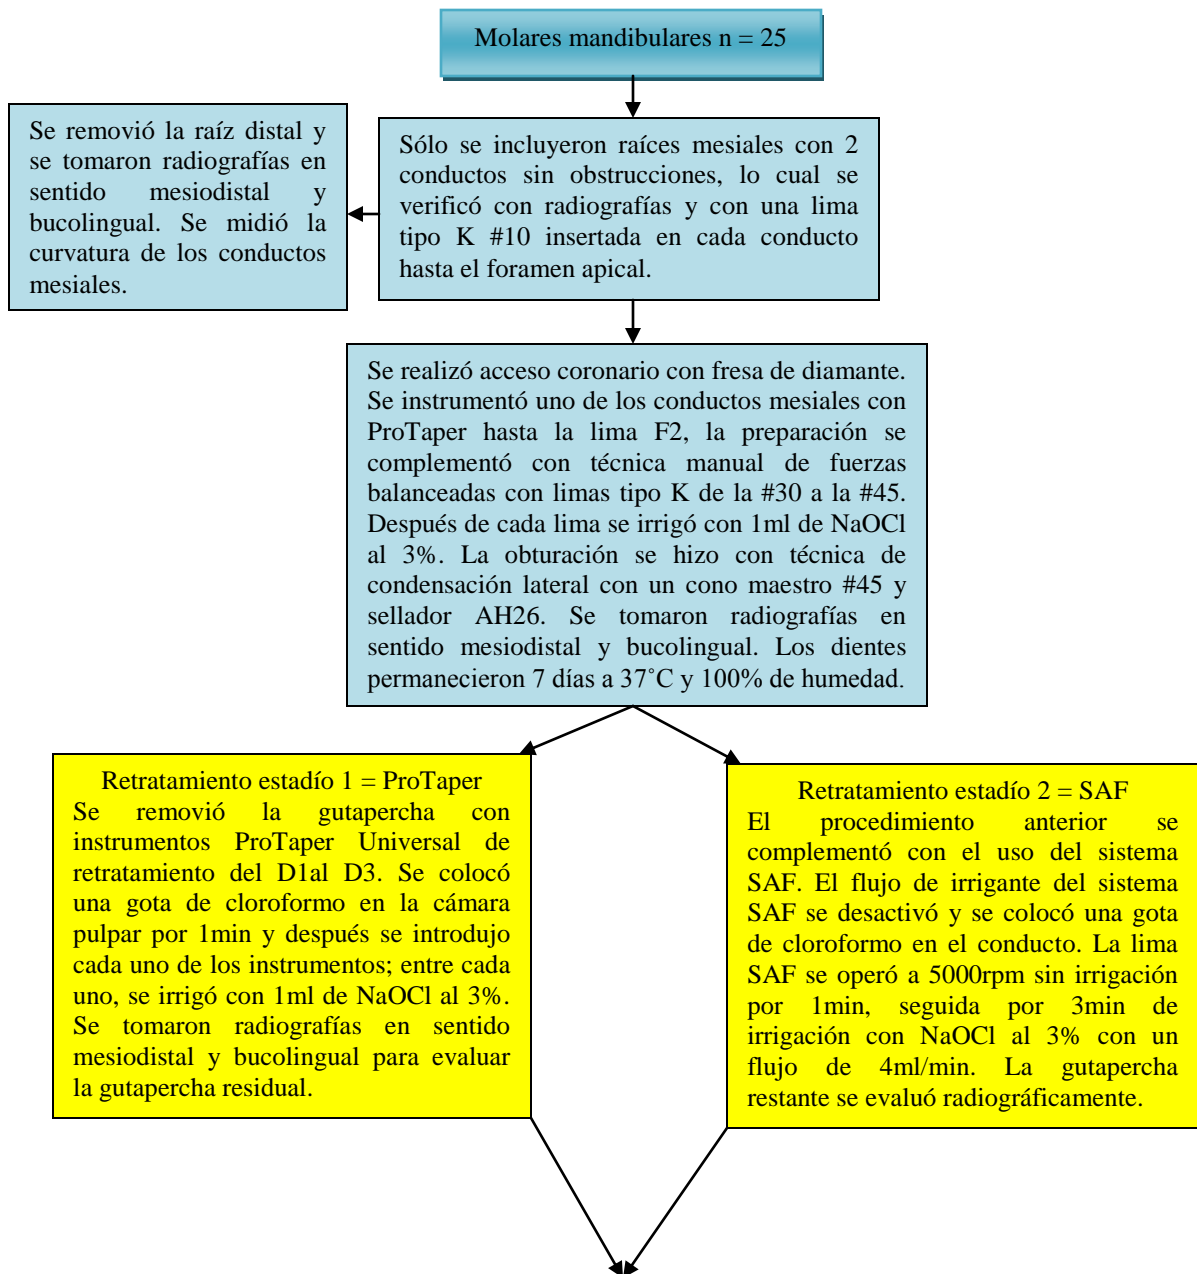 Molares mandibulares n = 25
Se removió la raíz distal y
se tomaron radiografías en
sentido mesiodistal y
bucolingual. Se midió la
curvatura de los conductos
mesiales.
Sólo se incluyeron raíces mesiales con 2
conductos sin obstrucciones, lo cual se
verificó con radiografías y con una lima
tipo K #10 insertada en cada conducto
hasta el foramen apical.
Se realizó acceso coronario con fresa de diamante.
Se instrumentó uno de los conductos mesiales con
ProTaper hasta la lima F2, la preparación se
complementó con técnica manual de fuerzas
balanceadas con limas tipo K de la #30 a la #45.
Después de cada lima se irrigó con 1ml de NaOCl
al 3%. La obturación se hizo con técnica de
condensación lateral con un cono maestro #45 y
sellador AH26. Se tomaron radiografías en
sentido mesiodistal y bucolingual. Los dientes
permanecieron 7 días a 37˚C y 100% de humedad.
Retratamiento estadío 1 = ProTaper
Se removió la gutapercha con
instrumentos ProTaper Universal de
retratamiento del D1al D3. Se colocó
una gota de cloroformo en la cámara
pulpar por 1min y después se introdujo
cada uno de los instrumentos; entre cada
uno, se irrigó con 1ml de NaOCl al 3%.
Se tomaron radiografías en sentido
mesiodistal y bucolingual para evaluar
la gutapercha residual.
Retratamiento estadío 2 = SAF
El procedimiento anterior se
complementó con el uso del sistema
SAF. El flujo de irrigante del sistema
SAF se desactivó y se colocó una gota
de cloroformo en el conducto. La lima
SAF se operó a 5000rpm sin irrigación
por 1min, seguida por 3min de
irrigación con NaOCl al 3% con un
flujo de 4ml/min. La gutapercha
restante se evaluó radiográficamente.